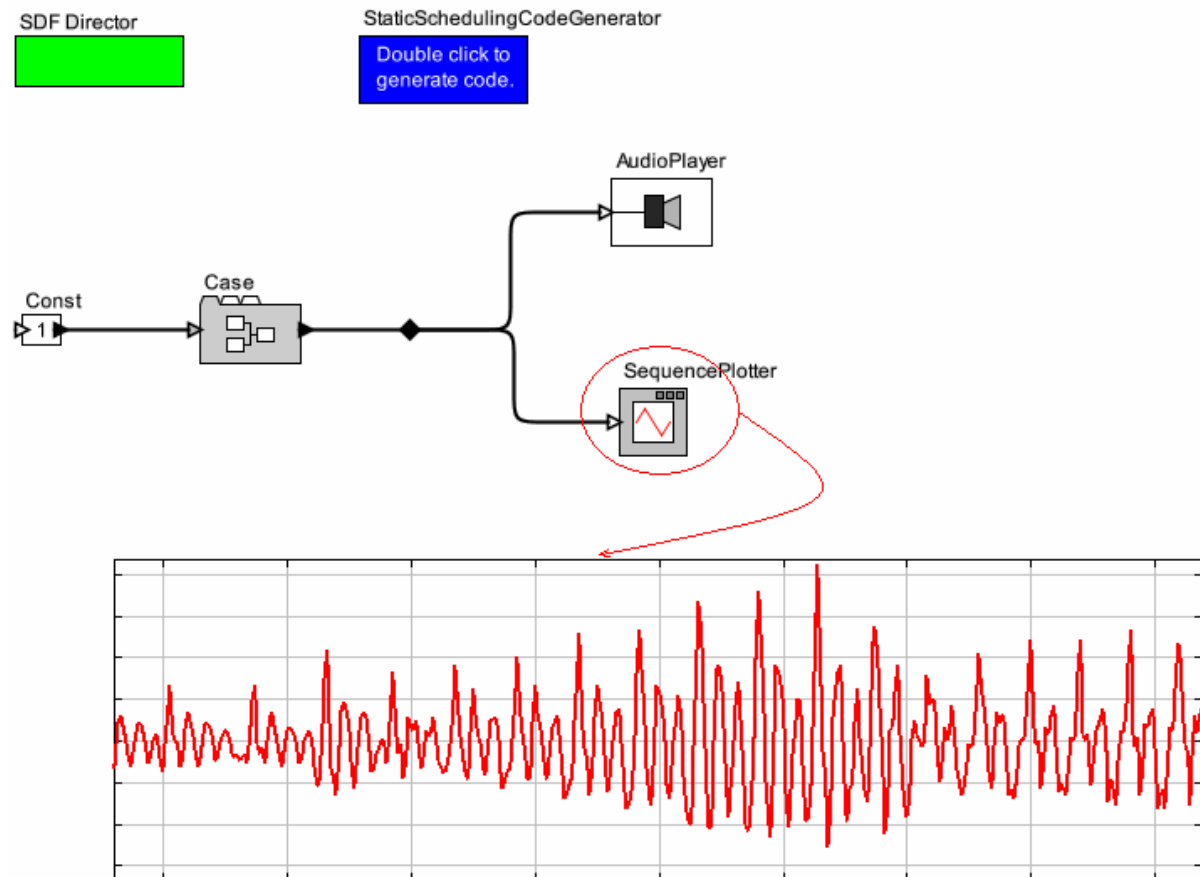 SDF Director
StaticSchedulingCodeGenerator
Double click to
generate code.
AudioPlayer
Case
Const
1
SequencePlotter